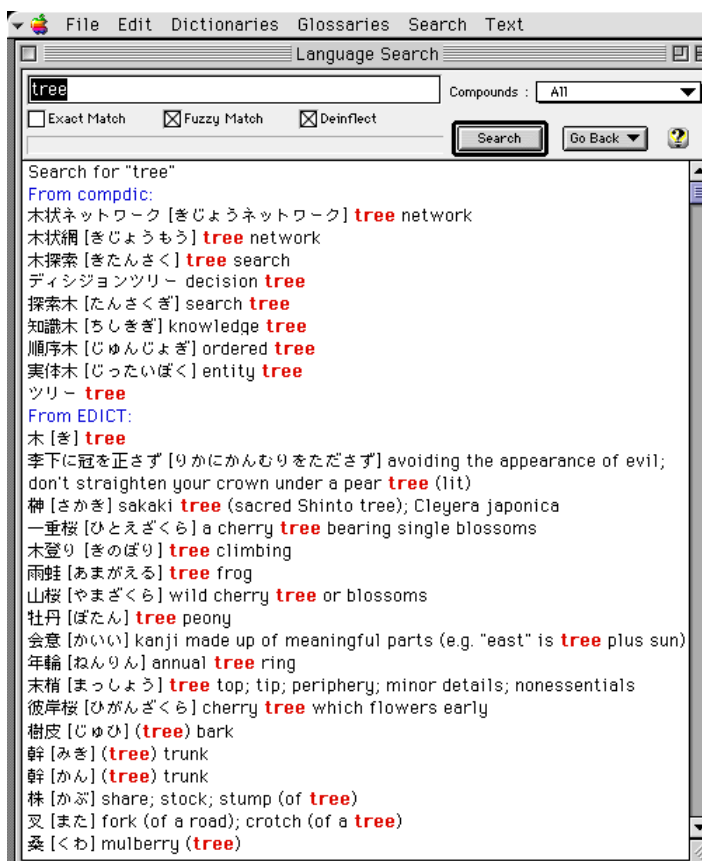 File Edit Dictionaries Glossaries Search Text
Language Search
tree
Compounds : All
Exact Match Fuzzy Match Deinflect
Search Go Back ?
Search for "tree"
From compdic:
木状ネットワーク [きじょうネットワーク] tree network
木状網 [きじょうもう] tree network
木探索 [きたんさく] tree search
ディシジョンツリー decision tree
探索木 [たんさくぎ] search tree
知識木 [ちしきぎ] knowledge tree
順序木 [じゅんじょぎ] ordered tree
実体木 [じったいぼく] entity tree
ツリー tree
From EDICT:
木 [き] tree
李下に冠を正さず [りかにかんむりをたださず] avoiding the appearance of evil;
don't straighten your crown under a pear tree (lit)
榊 [さかき] sakaki tree (sacred Shinto tree); Cleyera japonica
一重桜 [ひとえざくら] a cherry tree bearing single blossoms
木登り [きのぼり] tree climbing
雨蛙 [あまがえる] tree frog
山桜 [やまざくら] wild cherry tree or blossoms
牡丹 [ぼたん] tree peony
会意 [かいい] kanji made up of meaningful parts (e.g. "east" is tree plus sun)
年輪 [ねんりん] annual tree ring
末梢 [まっしょう] tree top; tip; periphery; minor details; nonessentials
彼岸桜 [ひがんざくら] cherry tree which flowers early
樹皮 [じゅひ] (tree) bark
幹 [みき] (tree) trunk
幹 [かん] (tree) trunk
株 [かぶ] share; stock; stump (of tree)
叉 [また] fork (of a road); crotch (of a tree)
桑 [くわ] mulberry (tree)